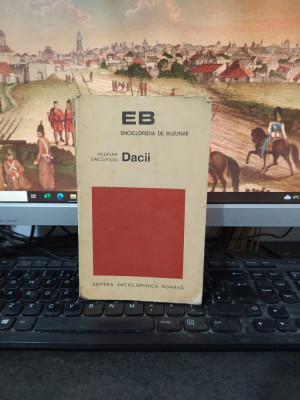 EB
ENCICLOPEDIA DE BUZUNAR
HADRIAN
DAICOVICIU Dacii
EDITURA ENCICLOPEDICĂ ROMÂNĂ